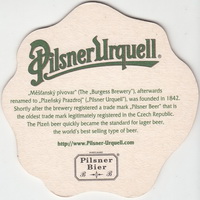 Pilsner Urquell
„Měšťanský pivovar" (The „Burgess Brewery"), afterwards
renamed to „Plzeňský Prazdroj" („Pilsner Urquell"), was founded in 1842.
Shortly after the brewery registered a trade mark „Pilsner Beer" that is
the oldest trade mark legitimately registered in the Czech Republic.
The Plzeň beer quickly became the standard for lager beer,
the world's best selling type of beer.
http://www.Pilsner-Urquell.com
Pilsner
Bier
B B